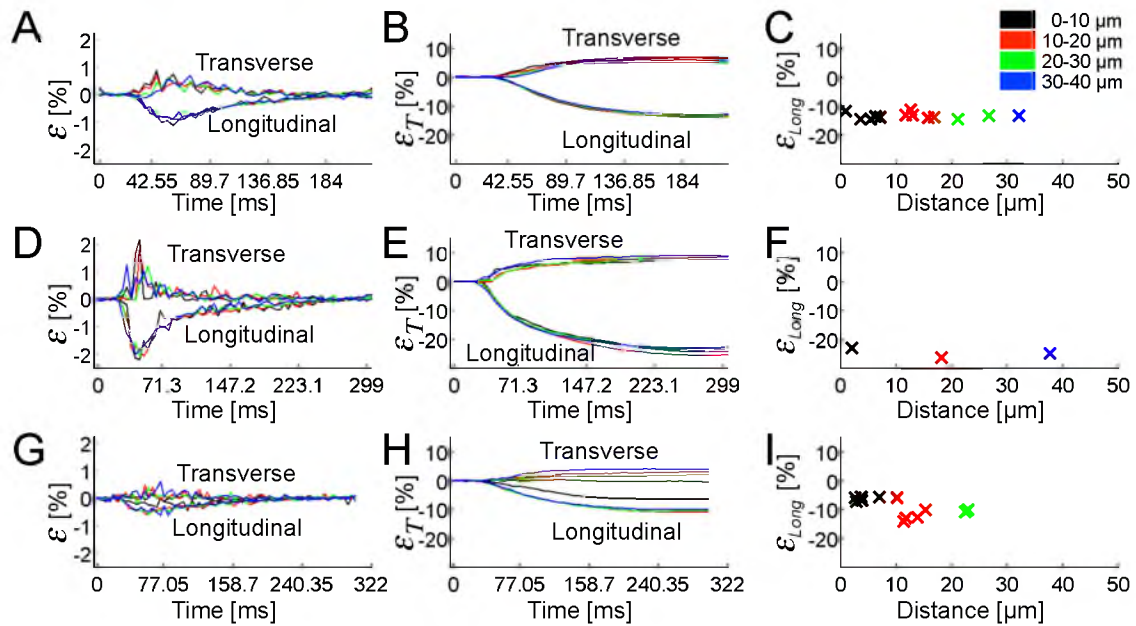 A
ε [%]
2
1
0
-1
-2
Transverse
Longitudinal
0 42.55 89.7 136.85 184
Time [ms]
B
ε_T [%]
10
0
-10
-20
Transverse
Longitudinal
42.55 89.7 136.85 184
Time [ms]
C
ε_Long [%]
10
0
-10
-20
0 10 20 30 40 50
Distance [µm]
0-10 µm
10-20 µm
20-30 µm
30-40 µm
D
ε [%]
2
1
0
-1
-2
Transverse
Longitudinal
71.3 147.2 223.1 299
Time [ms]
E
ε_T [%]
10
0
-10
-20
Transverse
Longitudinal
71.3 147.2 223.1 299
Time [ms]
F
ε_Long [%]
10
0
-10
-20
0 10 20 30 40 50
Distance [µm]
G
ε [%]
2
1
0
-1
-2
Transverse
Longitudinal
77.05 158.7 240.35 322
Time [ms]
H
ε_T [%]
10
0
-10
-20
Transverse
Longitudinal
77.05 158.7 240.35 322
Time [ms]
I
ε_Long [%]
10
0
-10
-20
0 10 20 30 40 50
Distance [µm]